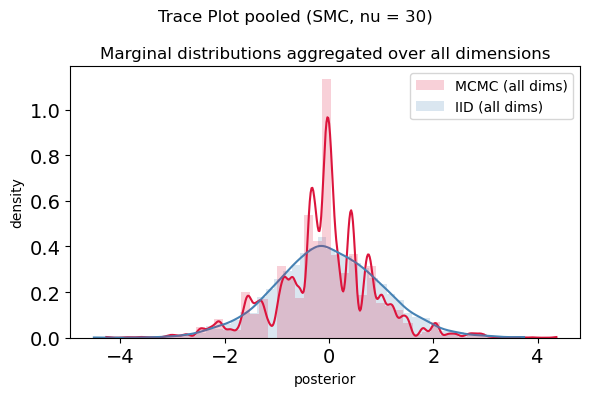 Trace Plot pooled (SMC, nu = 30)
Marginal distributions aggregated over all dimensions
MCMC (all dims)
IID (all dims)
density
1.0
0.8
0.6
0.4
0.2
0.0
−4
−2
0
2
4
posterior